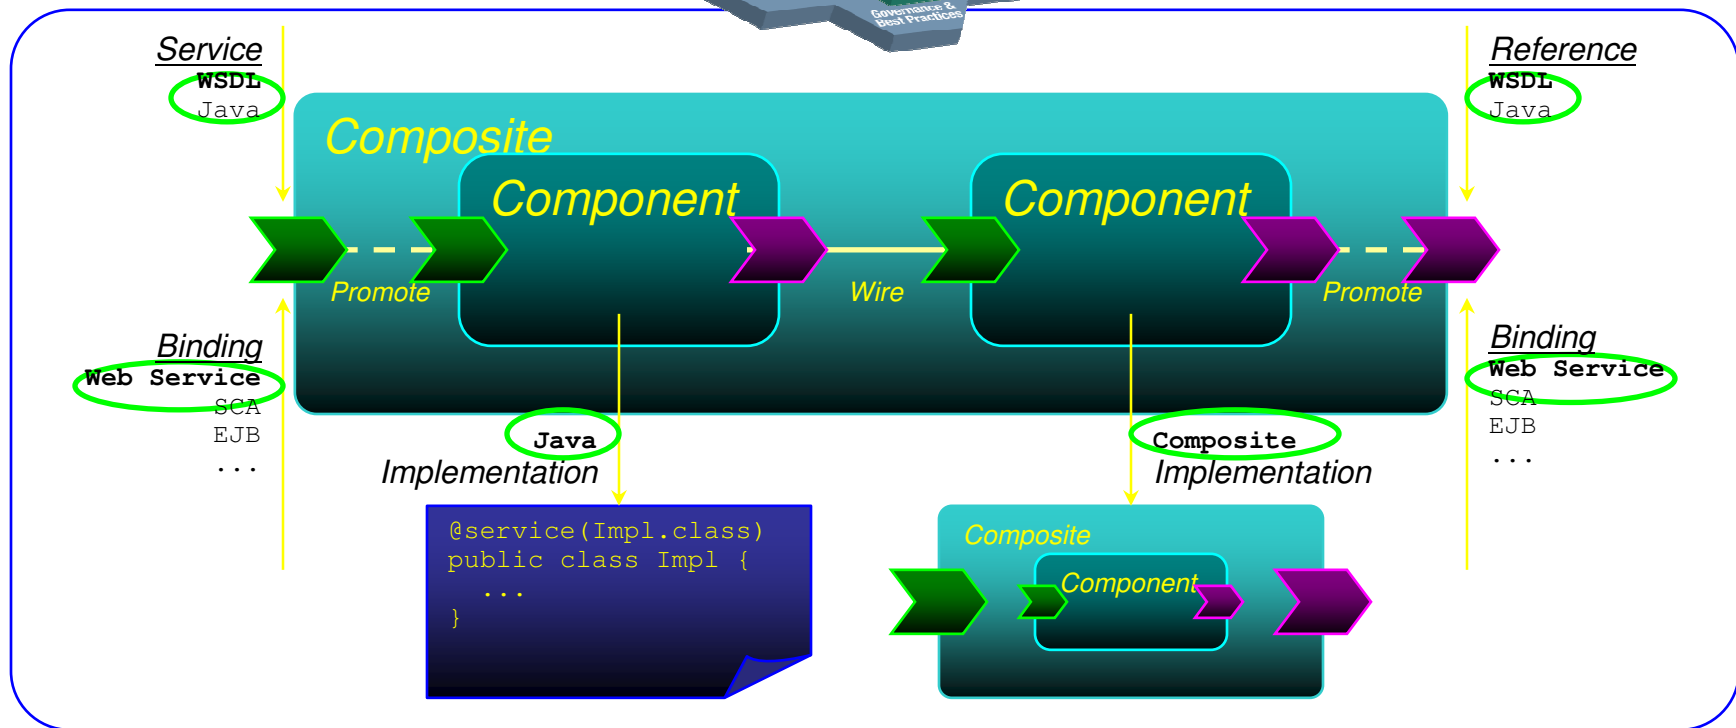 Governance &
Best Practices
Service
WSDL
Java
Reference
WSDL
Java
Composite
Component
Component
Promote
Wire
Promote
Binding
Web Service
SCA
EJB
...
Binding
Web Service
SCA
EJB
...
Java
Implementation
Composite
Implementation
@service(Impl.class)
public class Impl {
...
}
Composite
Component